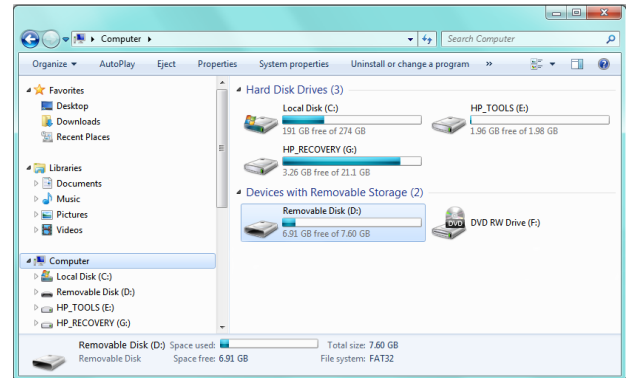 Computer
Search Computer
Organize AutoPlay Eject Properties System properties Uninstall or change a program »
Favorites
Desktop
Downloads
Recent Places
Libraries
Documents
Music
Pictures
Videos
Computer
Local Disk (C:)
Removable Disk (D:)
HP_TOOLS (E:)
HP_RECOVERY (G:)
Hard Disk Drives (3)
Local Disk (C:)
191 GB free of 274 GB
HP_TOOLS (E:)
1.96 GB free of 1.98 GB
HP_RECOVERY (G:)
3.26 GB free of 21.1 GB
Devices with Removable Storage (2)
Removable Disk (D:)
6.91 GB free of 7.60 GB
DVD
DVD RW Drive (F:)
Removable Disk (D:) Space used: Total size: 7.60 GB
Removable Disk Space free: 6.91 GB File system: FAT32